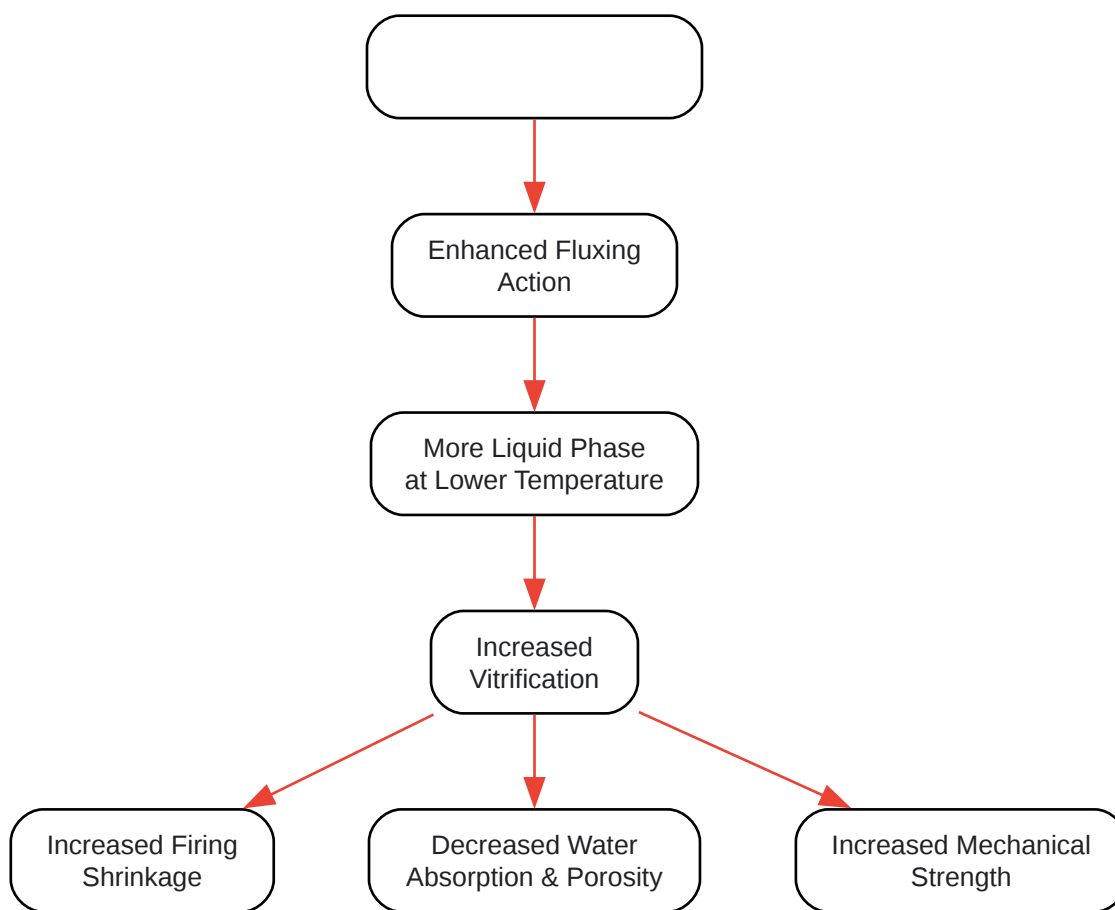 Enhanced Fluxing
Action
More Liquid Phase
at Lower Temperature
Increased
Vitrification
Increased Firing
Shrinkage
Decreased Water
Absorption & Porosity
Increased Mechanical
Strength